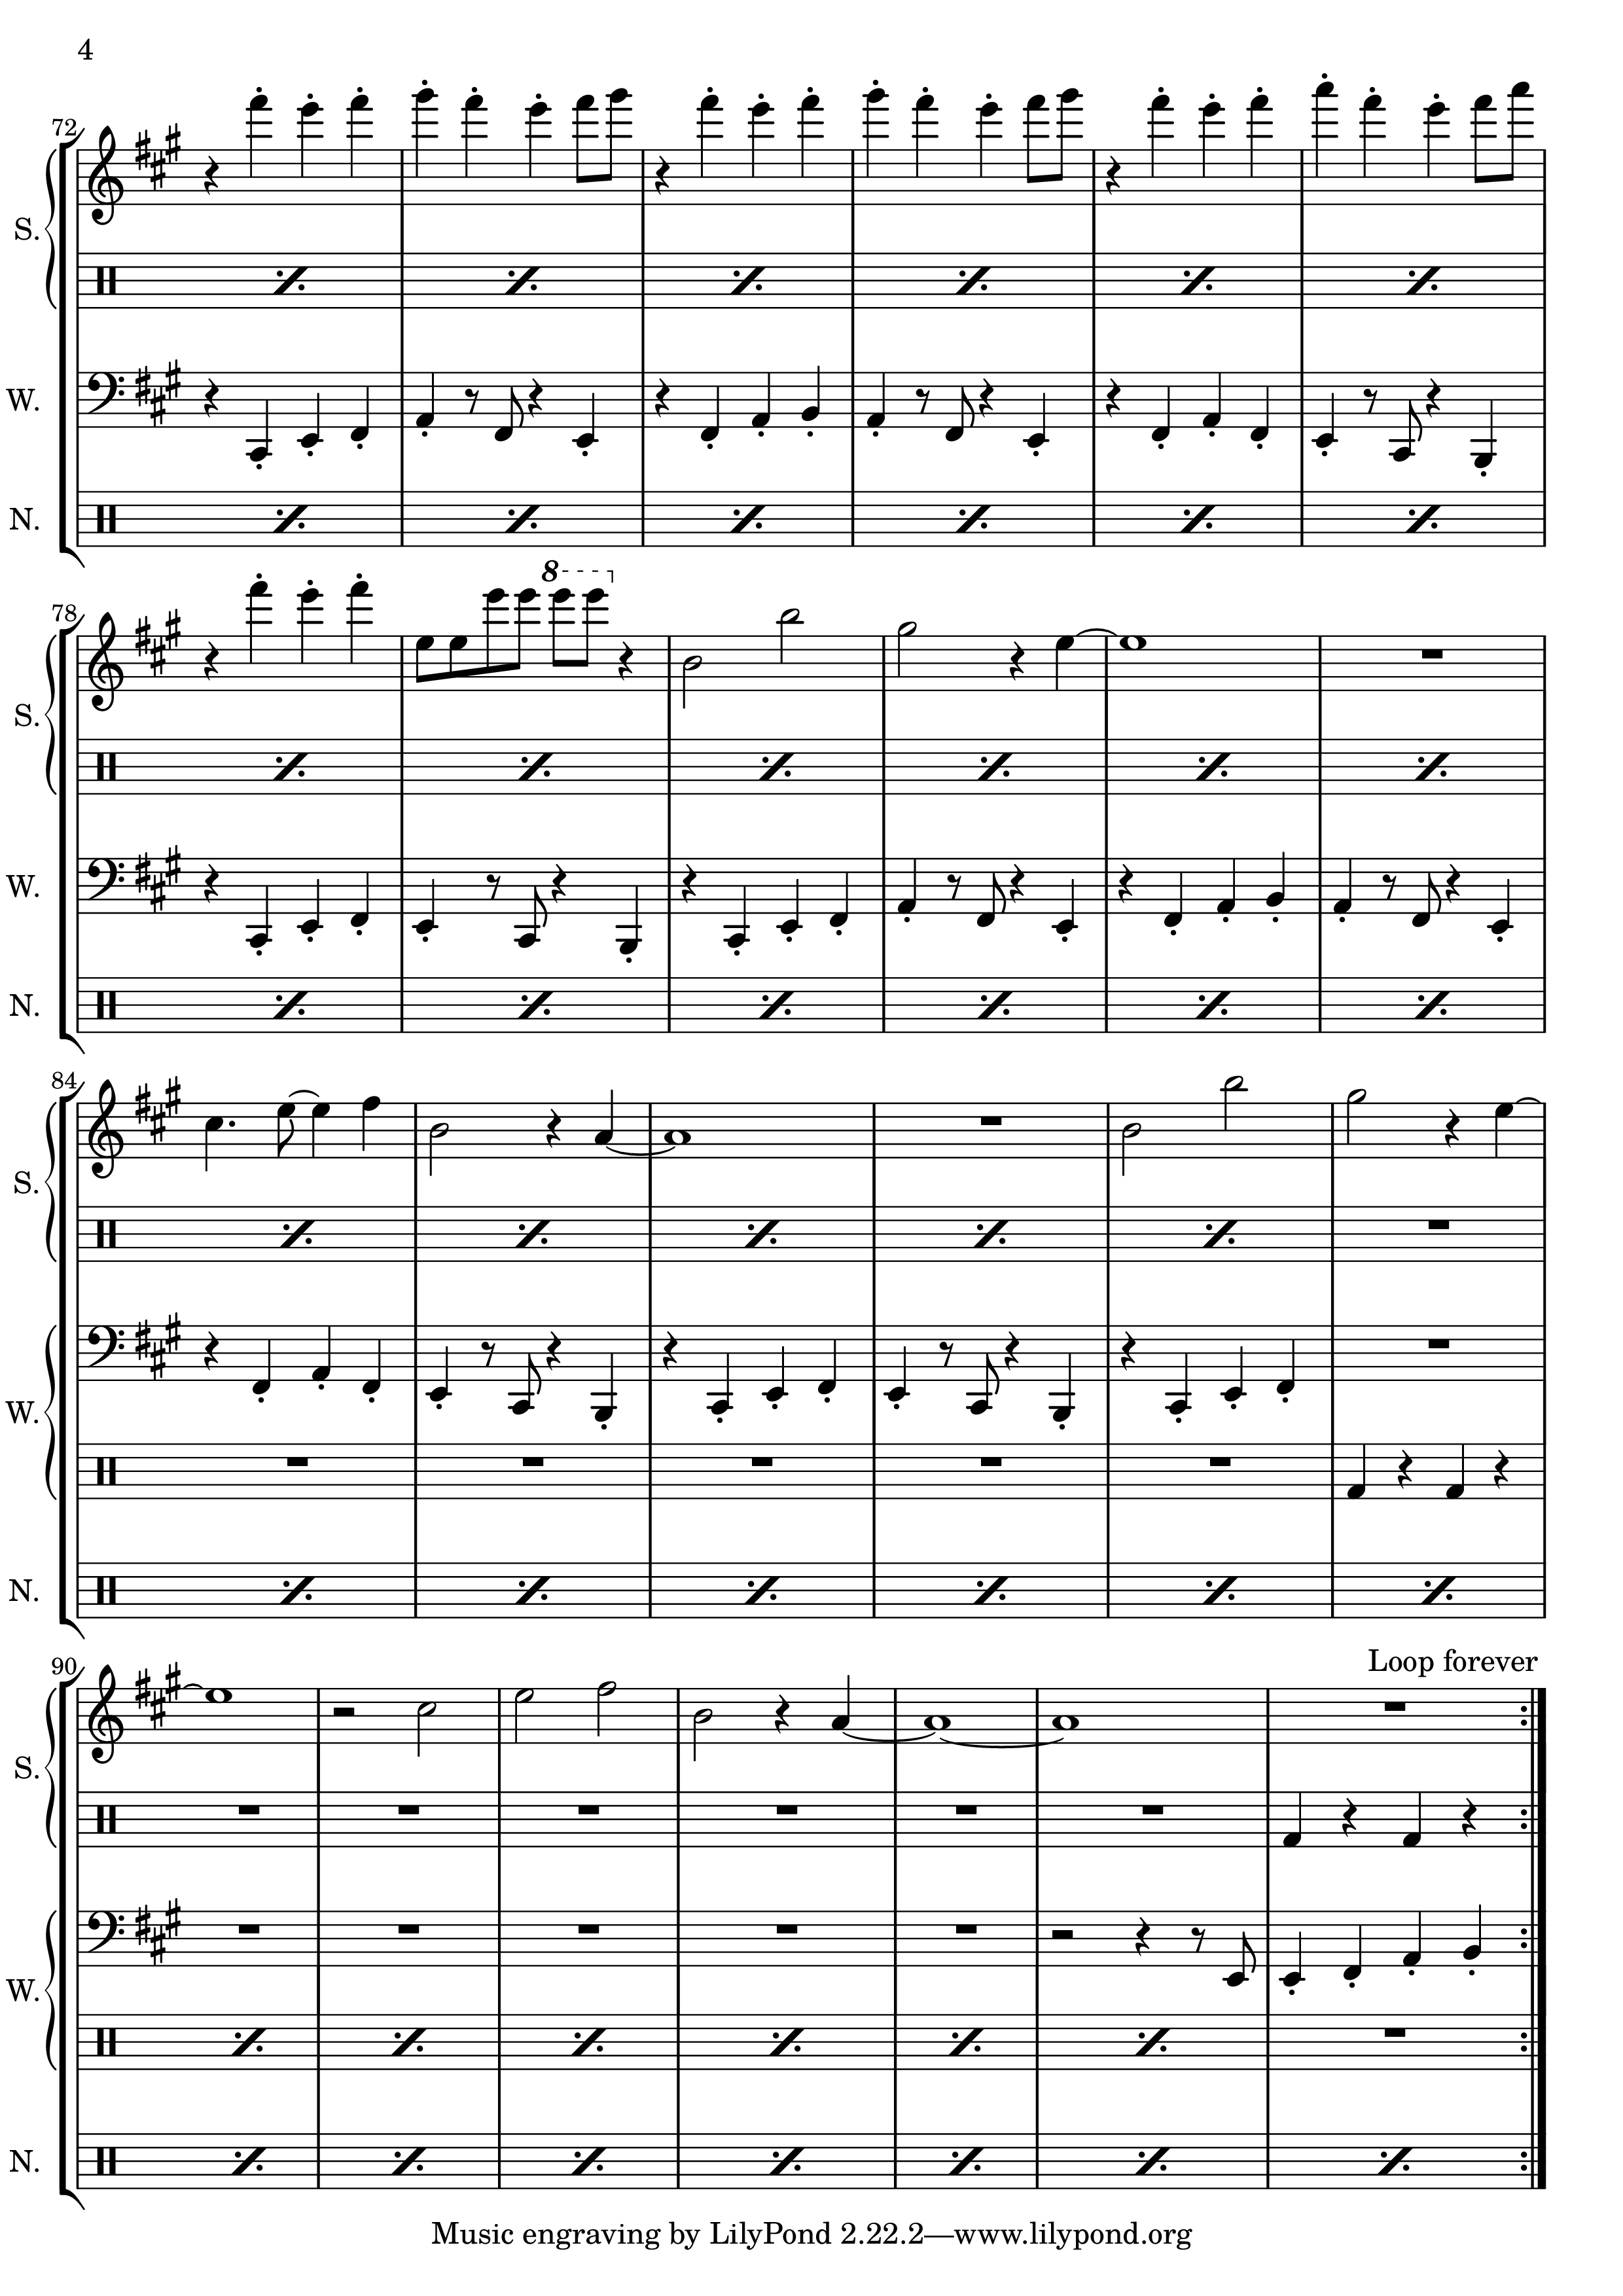 4
72
S.
W.
N.
78
8
S.
W.
N.
84
S.
W.
N.
Loop forever
90
S.
W.
N.
Music engraving by LilyPond 2.22.2—www.lilypond.org